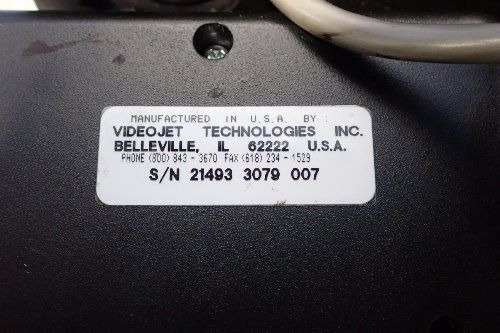 MANUFACTURED IN U.S.A. BY :
VIDEOJET TECHNOLOGIES INC.
BELLEVILLE, IL 62222 U.S.A.
PHONE (800) 843 - 3670 FAX (618) 234 - 1529
S/N 21493 3079 007